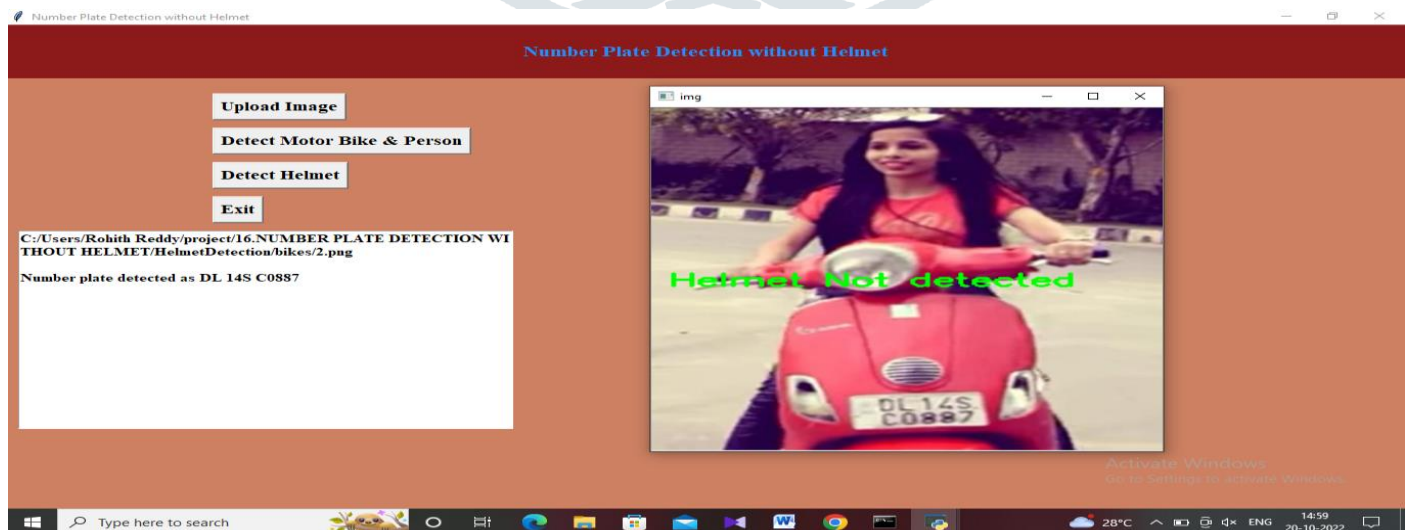 Number Plate Detection without Helmet
Number Plate Detection without Helmet
Upload Image
Detect Motor Bike & Person
Detect Helmet
Exit
C:/Users/Rohith Reddy/project/16.NUMBER PLATE DETECTION WI
THOUT HELMET/HelmetDetection/bikes/2.png
Number plate detected as DL 14S C0887
img
Helmet Not detected
DL 14S
C0887
Activate Windows
Go to Settings to activate Windows.
Type here to search
28°C
ENG
14:59
20-10-2022